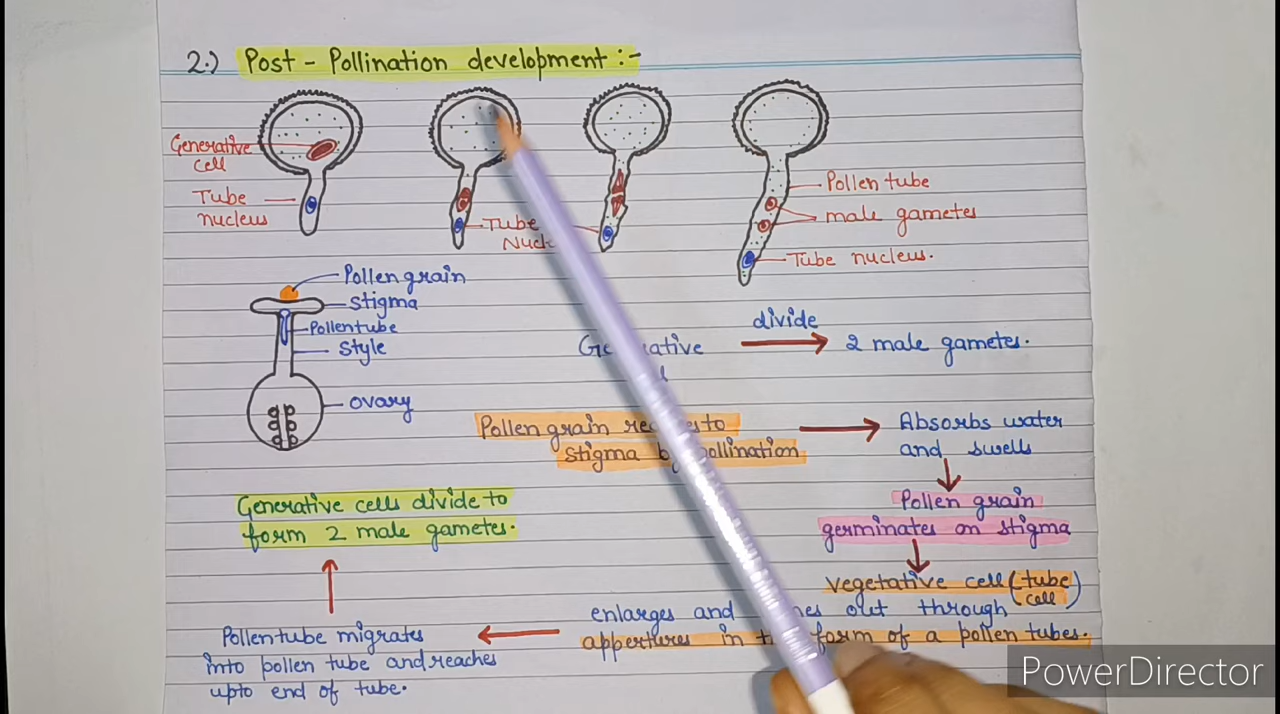 2.) Post - Pollination development :-
Generative
cell
Tube
nucleus
Tube
Pollen tube
male gametes
Tube nucleus.
Pollen grain
stigma
Pollentube
style
ovary
divide
2 male gametes.
Pollen grain to
stigma
Absorbs water
and swells
Pollen grain
germinates on stigma
vegetative cell (tube
cell)
enlarges and out through
appertures in form of a pollen tubes.
Pollentube migrates
into pollen tube and reaches
upto end of tube.
Generative cells divide to
form 2 male gametes.
PowerDirector